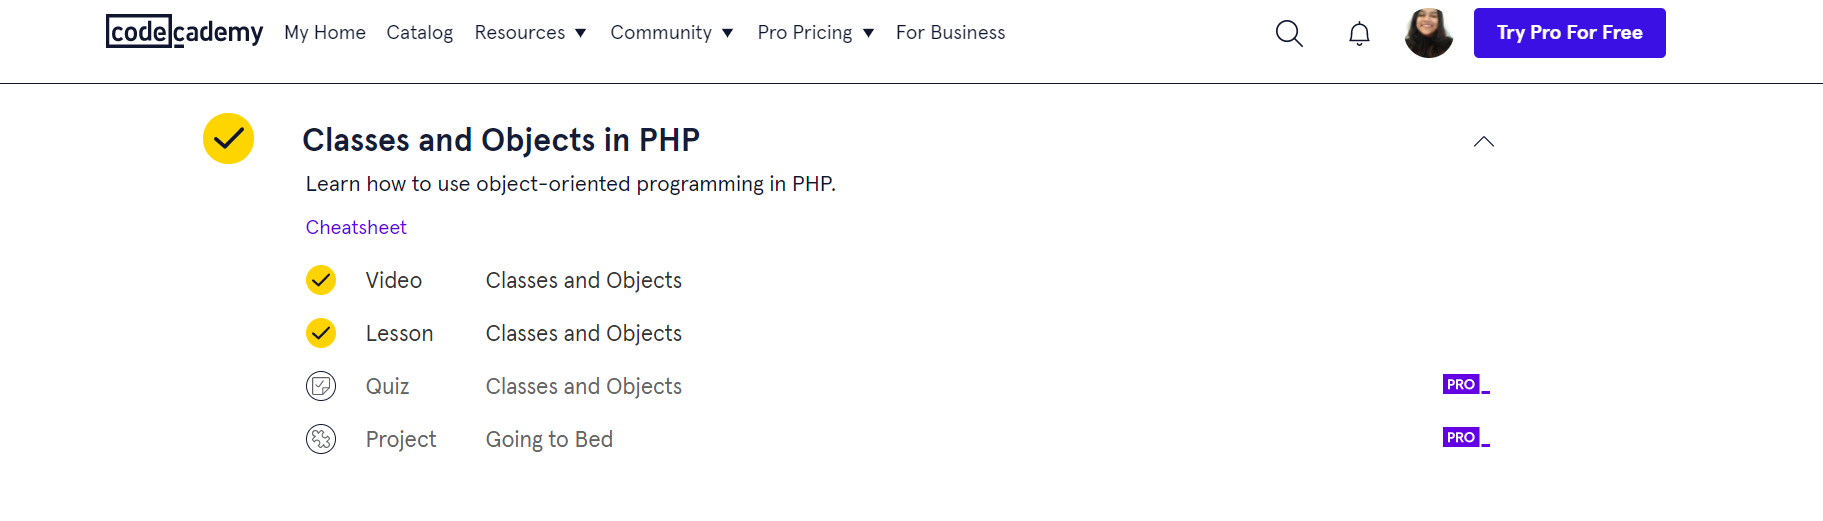 codecademy My Home Catalog Resources Community Pro Pricing For Business Try Pro For Free
Classes and Objects in PHP
Learn how to use object-oriented programming in PHP.
Cheatsheet
Video Classes and Objects
Lesson Classes and Objects
Quiz Classes and Objects PRO_
Project Going to Bed PRO_